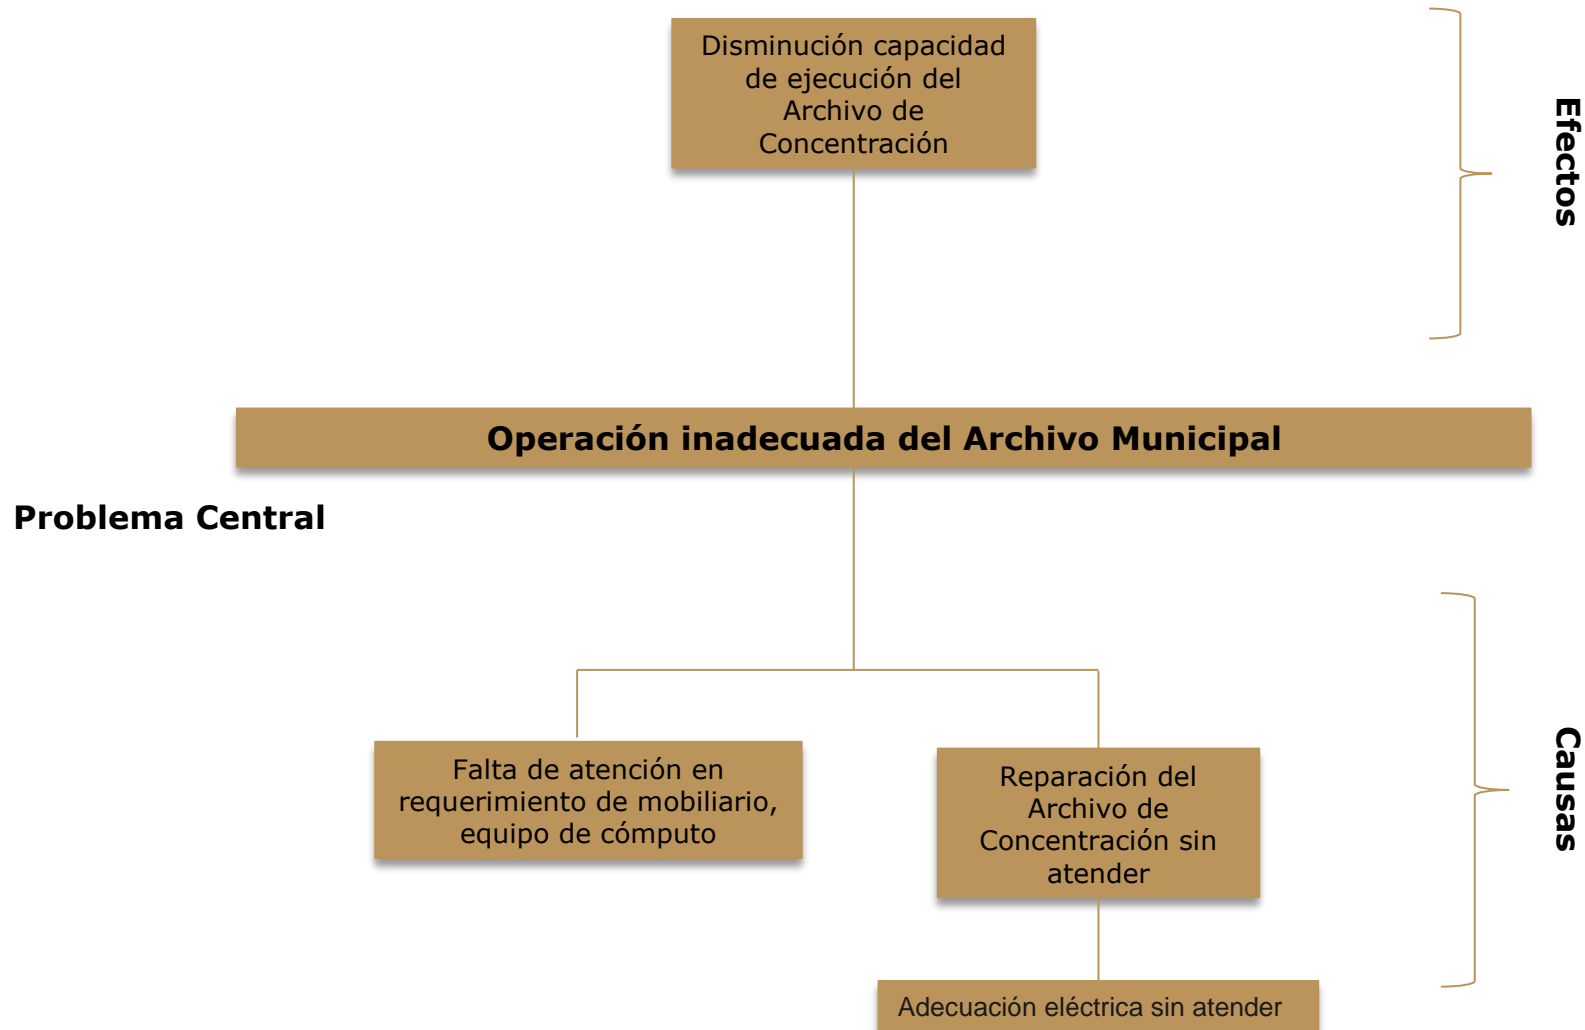 Disminución capacidad
de ejecución del
Archivo de
Concentración
Efectos
Operación inadecuada del Archivo Municipal
Problema Central
Falta de atención en
requerimiento de mobiliario,
equipo de cómputo
Reparación del
Archivo de
Concentración sin
atender
Causas
Adecuación eléctrica sin atender